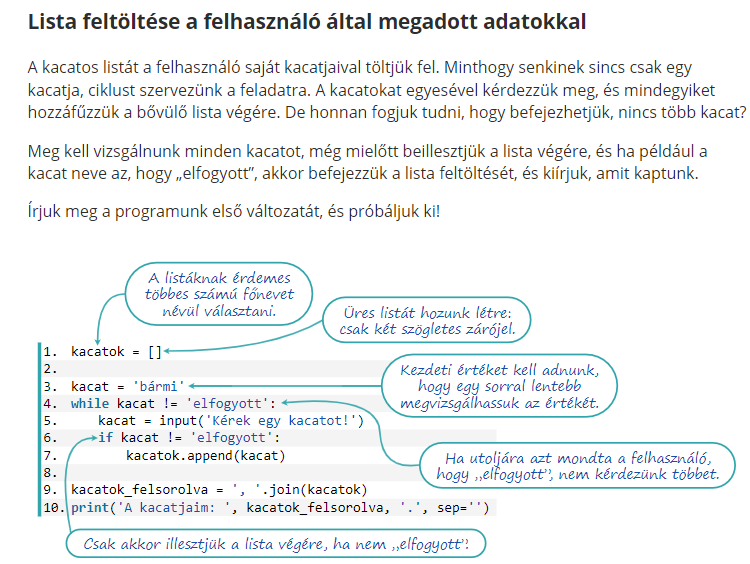 Lista feltöltése a felhasználó által megadott adatokkal
A kacatos listát a felhasználó saját kacatjaival töltjük fel. Minthogy senkinek sincs csak egy
kacatja, ciklust szervezünk a feladatra. A kacatokat egyesével kérdezzük meg, és mindegyiket
hozzáfűzzük a bővülő lista végére. De honnan fogjuk tudni, hogy befejezhetjük, nincs több kacat?
Meg kell vizsgálnunk minden kacatot, még mielőtt beillesztjük a lista végére, és ha például a
kacat neve az, hogy „elfogyott”, akkor befejezzük a lista feltöltését, és kiírjuk, amit kaptunk.
Írjuk meg a programunk első változatát, és próbáljuk ki!
A listáknak érdemes
többes számú főnevet
névül választani.
Üres listát hozunk létre:
csak két szögletes zárójel.
Kezdeti értéket kell adnunk,
hogy egy sorral lentebb
megvizsgálhassuk az értékét.
1. kacatok = []
2.
3. kacat = 'bármi'
4. while kacat != 'elfogyott':
5. kacat = input('Kérek egy kacatot!')
6. if kacat != 'elfogyott':
7. kacatok.append(kacat)
8.
9. kacatok_felsorolva = ', '.join(kacatok)
10. print('A kacatjaim: ', kacatok_felsorolva, '.', sep='')
Ha utoljára azt mondta a felhasználó,
hogy „elfogyott”, nem kérdezünk többet.
Csak akkor illesztjük a lista végére, ha nem „elfogyott”!